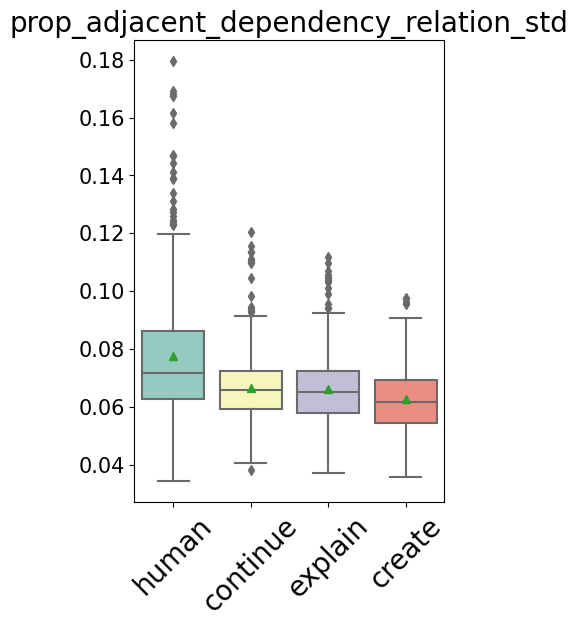 prop_adjacent_dependency_relation_std
0.18
0.16
0.14
0.12
0.10
0.08
0.06
0.04
human
continue
explain
create